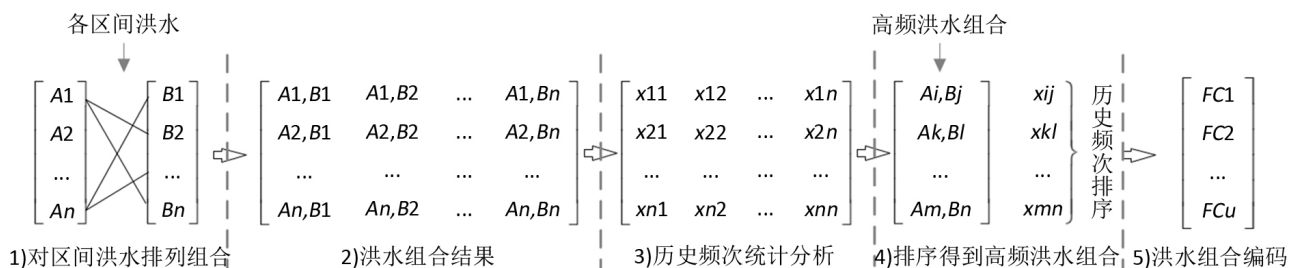 各区间洪水 高频洪水组合
A1 B1 A1,B1 A1,B2 ... A1,Bn x11 x12 ... x1n Ai,Bj xij FC1
A2 B2 A2,B1 A2,B2 ... A2,Bn x21 x22 ... x2n Ak,Bl xkl FC2
... ... ... ... ... ... ... ... ... ... ... ... ...
An Bn An,B1 An,B2 ... An,Bn xn1 xn2 ... xnn Am,Bn xmn FCu
历史频次排序
1)对区间洪水排列组合 2)洪水组合结果 3)历史频次统计分析 4)排序得到高频洪水组合 5)洪水组合编码